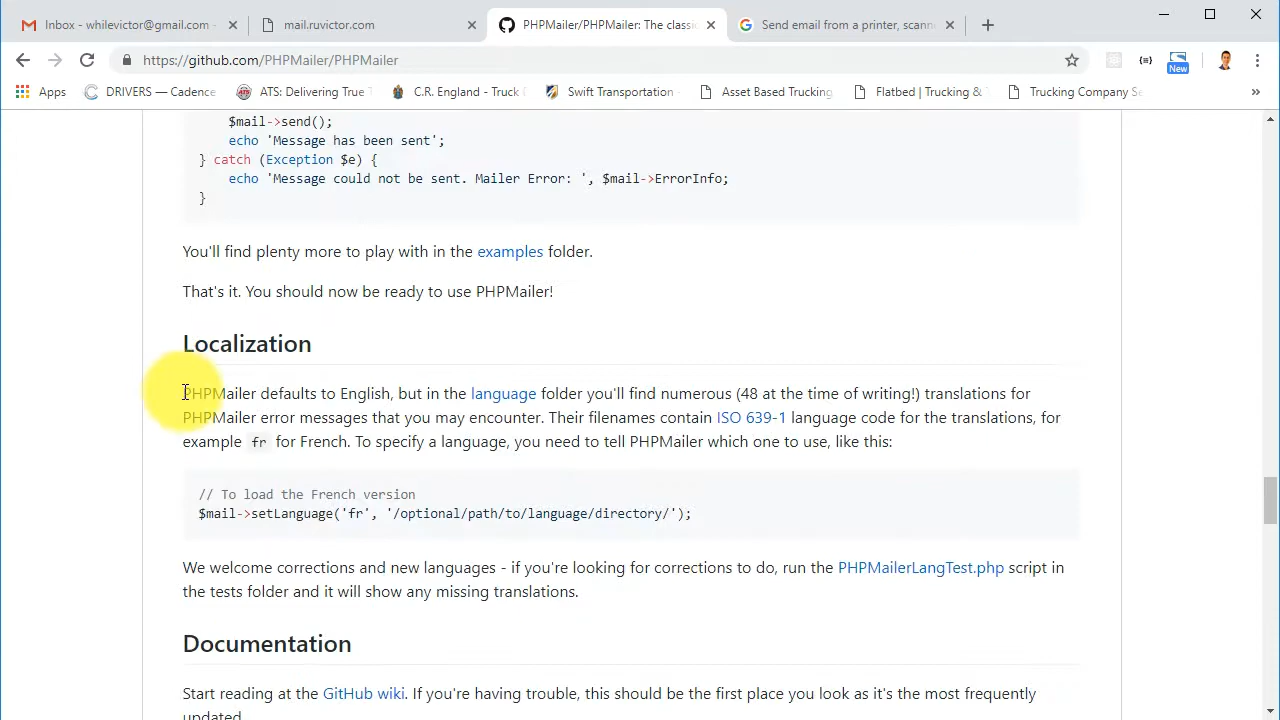 Inbox - whilevictor@gmail.com -
mail.ruvictor.com
PHPMailer/PHPMailer: The classic
Send email from a printer, scanne
https://github.com/PHPMailer/PHPMailer
New
Apps
DRIVERS — Cadence
ATS: Delivering True T
C.R. England - Truck D
Swift Transportation -
Asset Based Trucking
Flatbed | Trucking & T
Trucking Company Se
»
$mail->send();
echo 'Message has been sent';
} catch (Exception $e) {
echo 'Message could not be sent. Mailer Error: ', $mail->ErrorInfo;
}
You'll find plenty more to play with in the examples folder.
That's it. You should now be ready to use PHPMailer!
Localization
PHPMailer defaults to English, but in the language folder you'll find numerous (48 at the time of writing!) translations for
PHPMailer error messages that you may encounter. Their filenames contain ISO 639-1 language code for the translations, for
example fr for French. To specify a language, you need to tell PHPMailer which one to use, like this:
// To load the French version
$mail->setLanguage('fr', '/optional/path/to/language/directory/');
We welcome corrections and new languages - if you're looking for corrections to do, run the PHPMailerLangTest.php script in
the tests folder and it will show any missing translations.
Documentation
Start reading at the GitHub wiki. If you're having trouble, this should be the first place you look as it's the most frequently
updated.